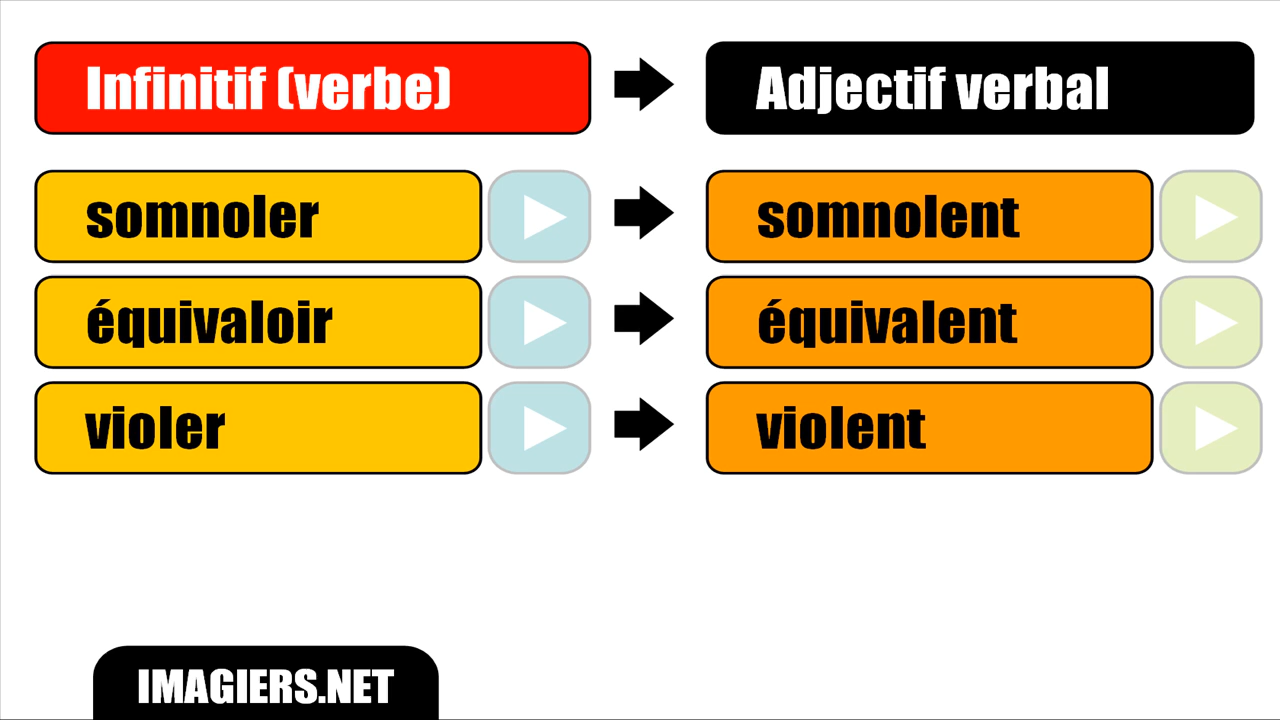 Infinitif (verbe) Adjectif verbal
somnoler somnolent
équivaloir équivalent
violer violent
IMAGIERS.NET